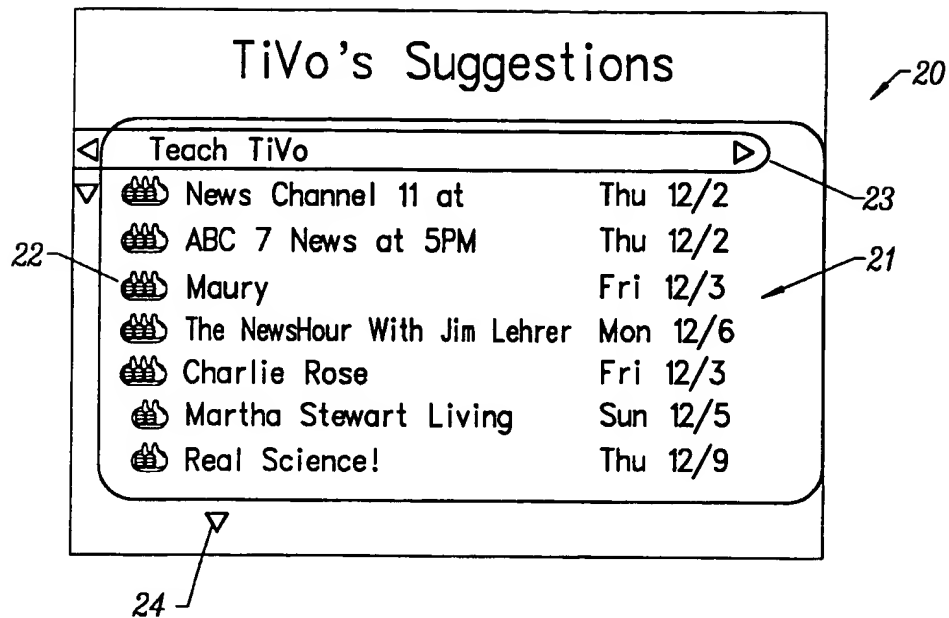 TiVo's Suggestions
20
Teach TiVo
23
News Channel 11 at Thu 12/2
ABC 7 News at 5PM Thu 12/2
22
21
Maury Fri 12/3
The NewsHour With Jim Lehrer Mon 12/6
Charlie Rose Fri 12/3
Martha Stewart Living Sun 12/5
Real Science! Thu 12/9
24